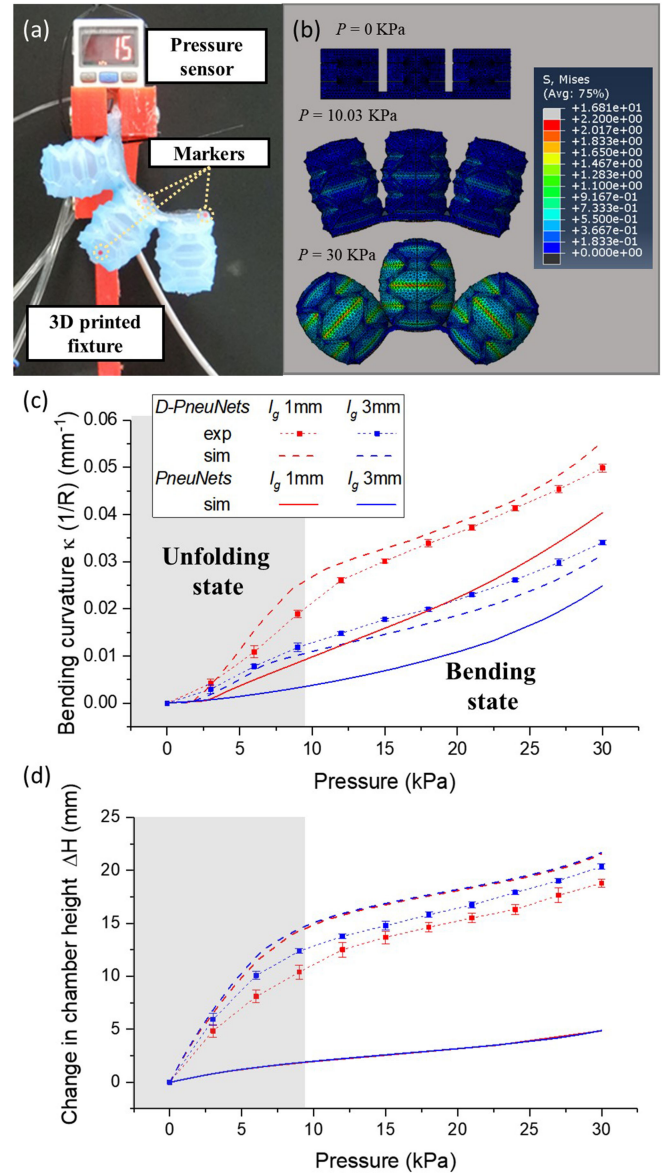 (a)
15
Pressure
sensor
Markers
3D printed
fixture
(b)
P = 0 KPa
P = 10.03 KPa
P = 30 KPa
S, Mises
(Avg: 75%)
+1.681e+01
+2.200e+00
+2.017e+00
+1.833e+00
+1.650e+00
+1.467e+00
+1.283e+00
+1.100e+00
+9.167e-01
+7.333e-01
+5.500e-01
+3.667e-01
+1.833e-01
+0.000e+00
(c)
D-PneuNets lg 1mm lg 3mm
exp
sim
PneuNets lg 1mm lg 3mm
sim
Unfolding
state
Bending
state
Bending curvature κ (1/R) (mm⁻¹)
0.06
0.05
0.04
0.03
0.02
0.01
0.00
0 5 10 15 20 25 30
Pressure (kPa)
(d)
Change in chamber height ΔH (mm)
25
20
15
10
5
0
0 5 10 15 20 25 30
Pressure (kPa)